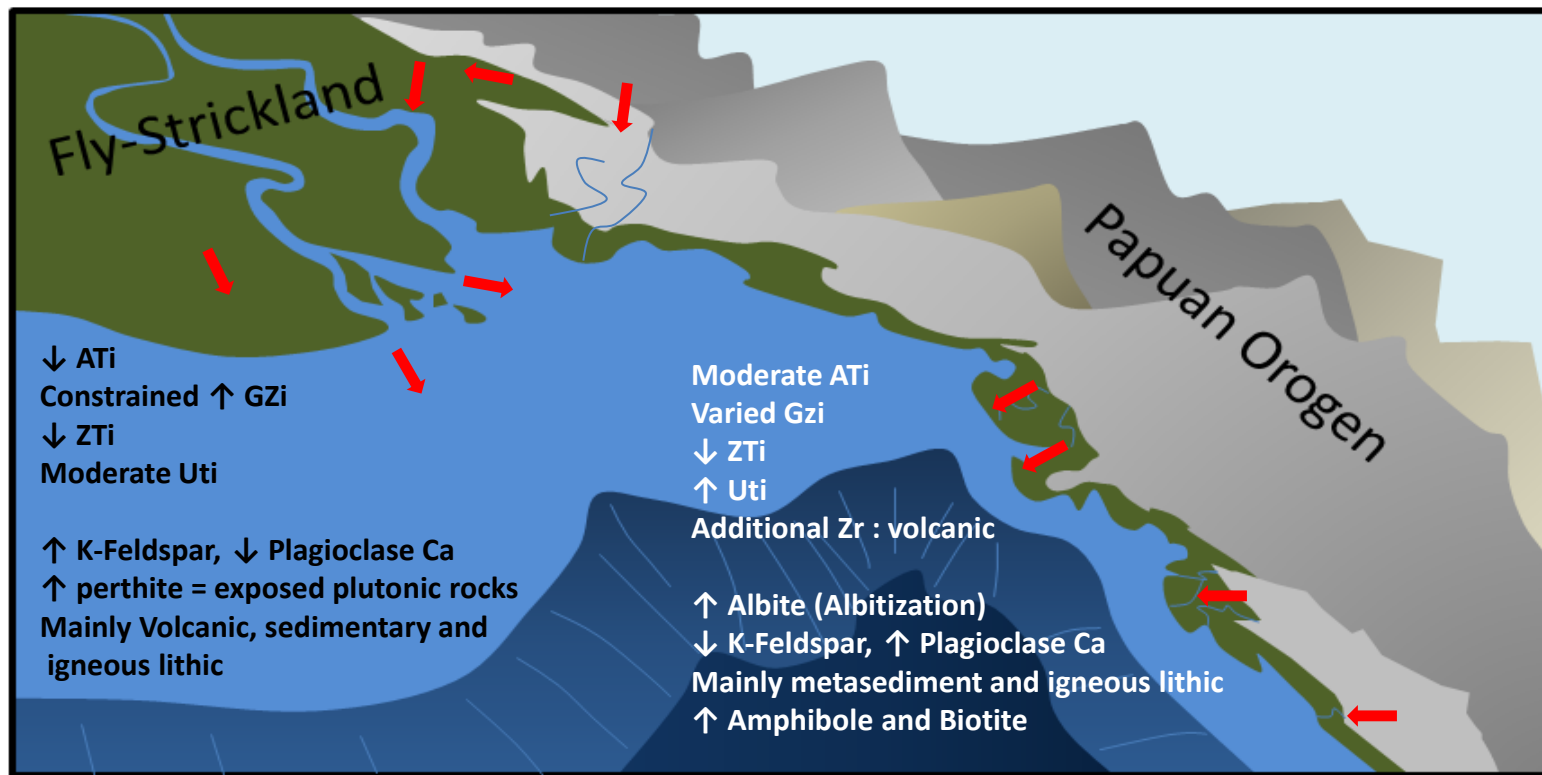 Fly-Strickland
Papuan Orogen
↓ ATi
Constrained ↑ GZi
↓ ZTi
Moderate Uti
↑ K-Feldspar, ↓ Plagioclase Ca
↑ perthite = exposed plutonic rocks
Mainly Volcanic, sedimentary and
igneous lithic
Moderate ATi
Varied Gzi
↓ ZTi
↑ Uti
Additional Zr : volcanic
↑ Albite (Albitization)
↓ K-Feldspar, ↑ Plagioclase Ca
Mainly metasediment and igneous lithic
↑ Amphibole and Biotite